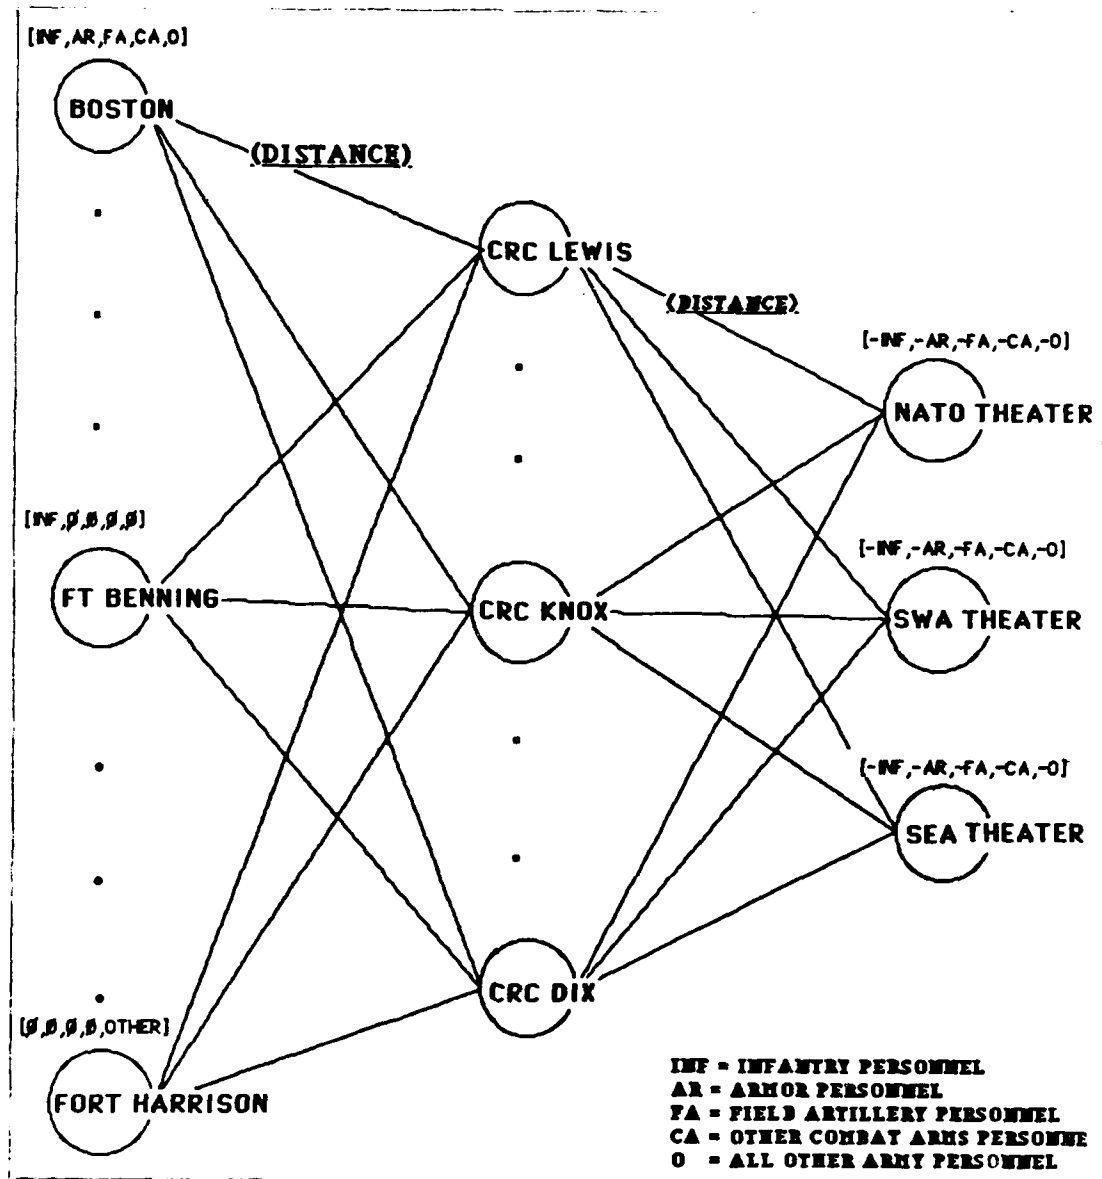 [INF,AR,FA,CA,O]
BOSTON
(DISTANCE)
CRC LEWIS
(DISTANCE)
[-INF,-AR,-FA,-CA,-O]
NATO THEATER
[INF,Ø,Ø,Ø,Ø]
FT BENNING
CRC KNOX
[-INF,-AR,-FA,-CA,-O]
SWA THEATER
[-INF,-AR,-FA,-CA,-O]
SEA THEATER
CRC DIX
[Ø,Ø,Ø,Ø,OTHER]
FORT HARRISON
INF = INFANTRY PERSONNEL
AR = ARMOR PERSONNEL
FA = FIELD ARTILLERY PERSONNEL
CA = OTHER COMBAT ARMS PERSONNE
O = ALL OTHER ARMY PERSONNEL